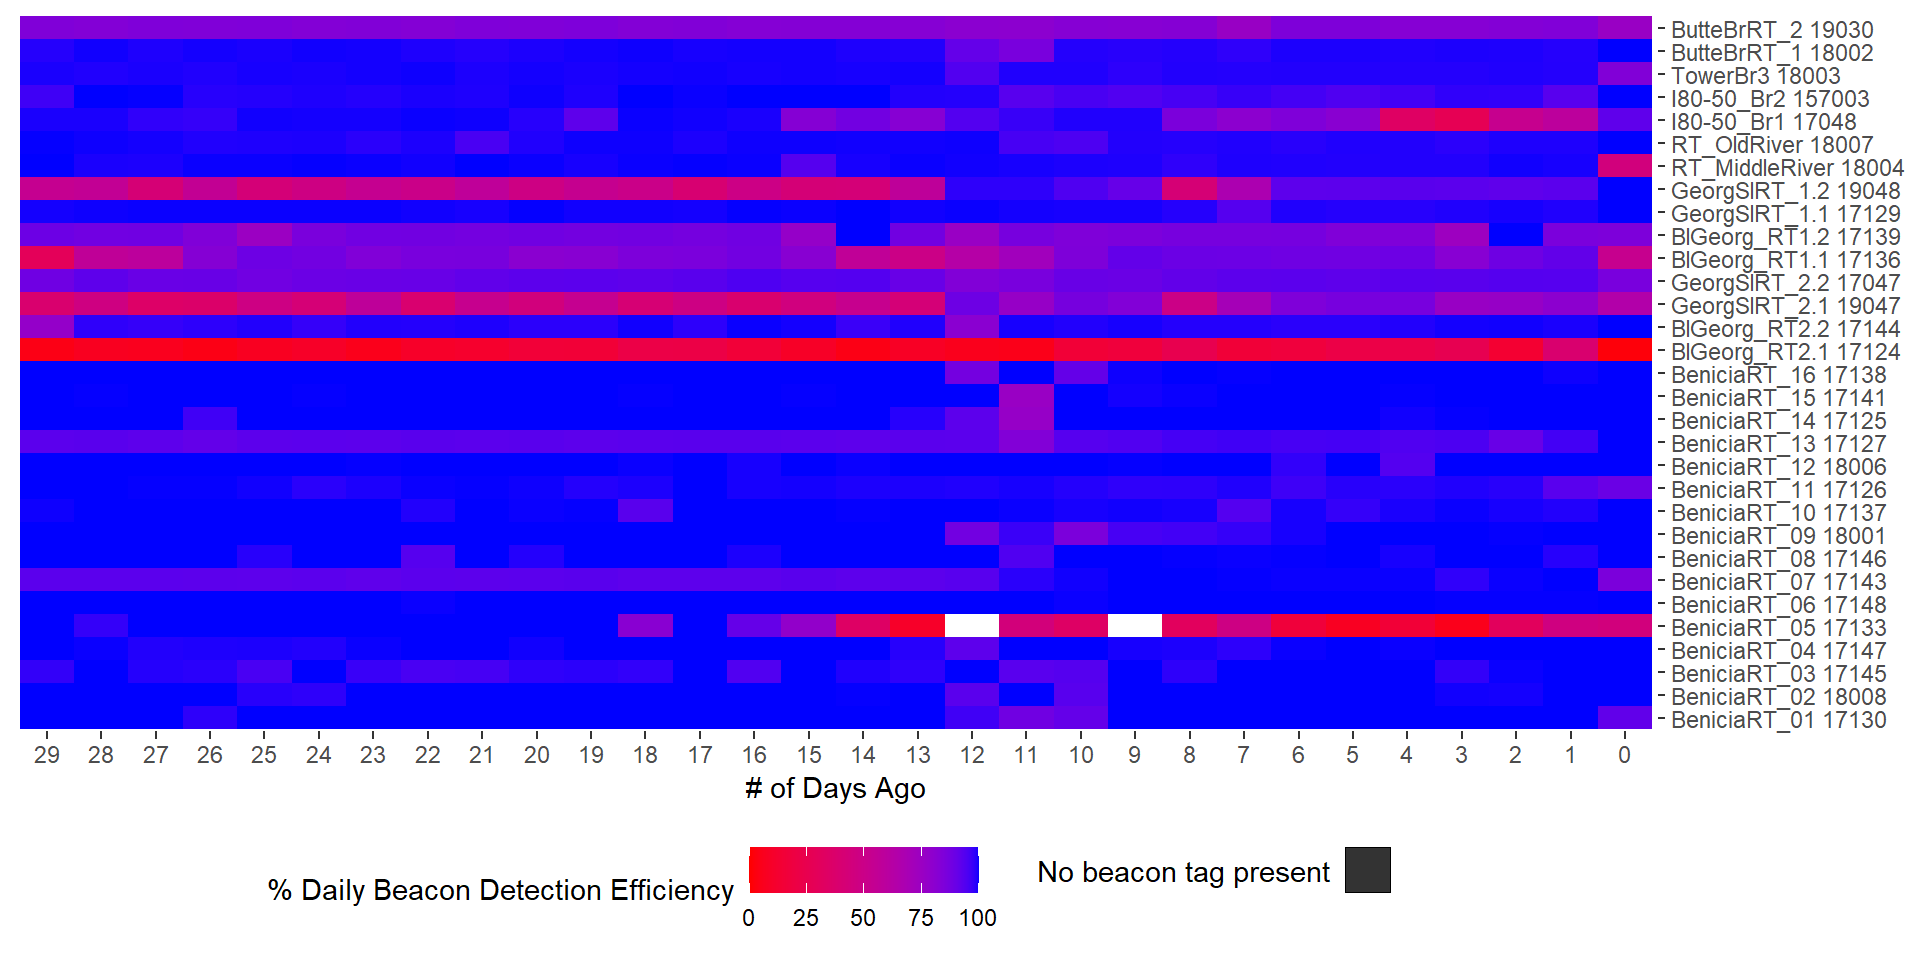 ButteBrRT_2 19030
ButteBrRT_1 18002
TowerBr3 18003
I80-50_Br2 157003
I80-50_Br1 17048
RT_OldRiver 18007
RT_MiddleRiver 18004
GeorgSlRT_1.2 19048
GeorgSlRT_1.1 17129
BlGeorg_RT1.2 17139
BlGeorg_RT1.1 17136
GeorgSlRT_2.2 17047
GeorgSlRT_2.1 19047
BlGeorg_RT2.2 17144
BlGeorg_RT2.1 17124
BeniciaRT_16 17138
BeniciaRT_15 17141
BeniciaRT_14 17125
BeniciaRT_13 17127
BeniciaRT_12 18006
BeniciaRT_11 17126
BeniciaRT_10 17137
BeniciaRT_09 18001
BeniciaRT_08 17146
BeniciaRT_07 17143
BeniciaRT_06 17148
BeniciaRT_05 17133
BeniciaRT_04 17147
BeniciaRT_03 17145
BeniciaRT_02 18008
BeniciaRT_01 17130
29 28 27 26 25 24 23 22 21 20 19 18 17 16 15 14 13 12 11 10 9 8 7 6 5 4 3 2 1 0
# of Days Ago
% Daily Beacon Detection Efficiency
0 25 50 75 100
No beacon tag present